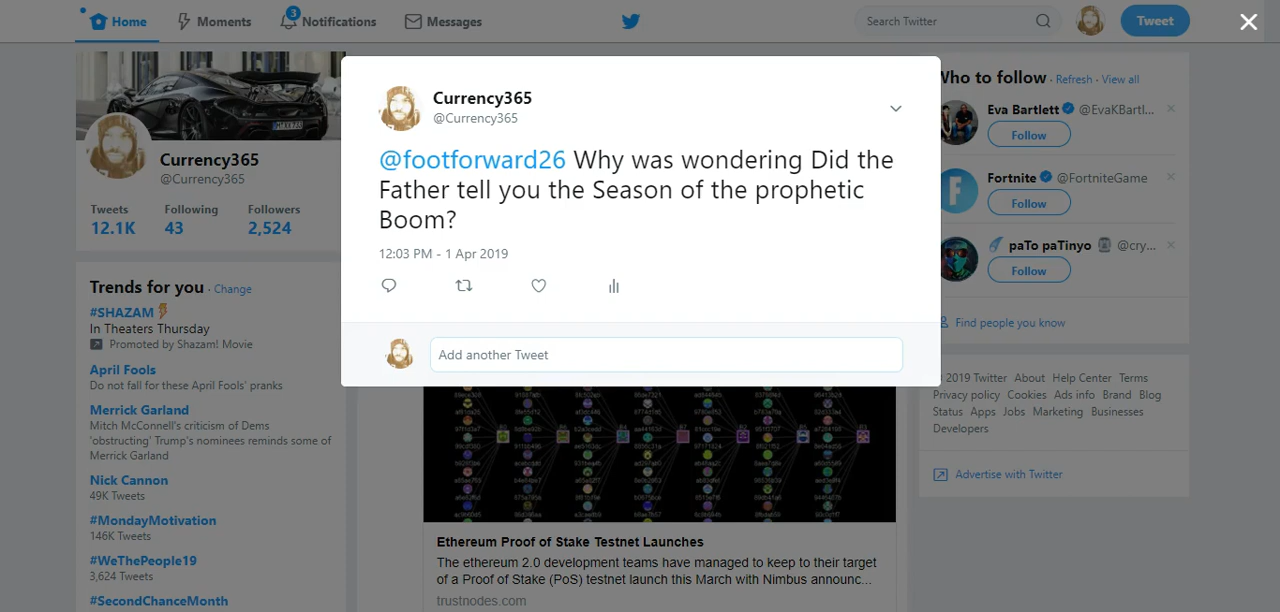 Home
Moments
3
Notifications
Messages
Search Twitter
Tweet
Currency365
@Currency365
Tweets Following Followers
12.1K 43 2,524
Trends for you · Change
#SHAZAM
In Theaters Thursday
Promoted by Shazam! Movie
April Fools
Do not fall for these April Fools' pranks
Merrick Garland
Mitch McConnell's criticism of Dems
'obstructing' Trump's nominees reminds some of
Merrick Garland
Nick Cannon
49K Tweets
#MondayMotivation
146K Tweets
#WeThePeople19
3,624 Tweets
#SecondChanceMonth
Currency365
@Currency365
@footforward26 Why was wondering Did the
Father tell you the Season of the prophetic
Boom?
12:03 PM - 1 Apr 2019
Add another Tweet
Ethereum Proof of Stake Testnet Launches
The ethereum 2.0 development teams have managed to keep to their target
of a Proof of Stake (PoS) testnet launch this March with Nimbus announc...
trustnodes.com
Who to follow · Refresh · View all
Eva Bartlett @EvaKBartl...
Follow
Fortnite @FortniteGame
Follow
paTo paTinyo @cry...
Follow
Find people you know
© 2019 Twitter About Help Center Terms
Privacy policy Cookies Ads info Brand Blog
Status Apps Jobs Marketing Businesses
Developers
Advertise with Twitter